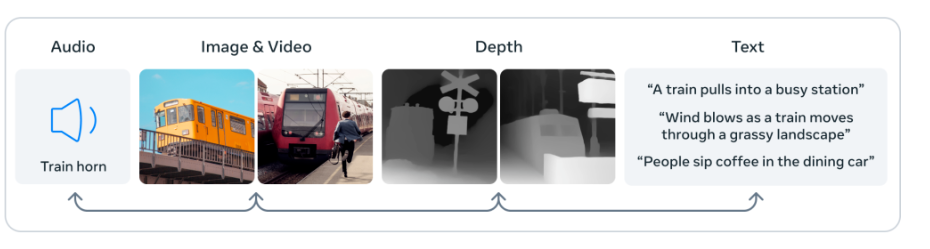 Audio
Image & Video
Depth
Text
Train horn
“A train pulls into a busy station”
“Wind blows as a train moves
through a grassy landscape”
“People sip coffee in the dining car”